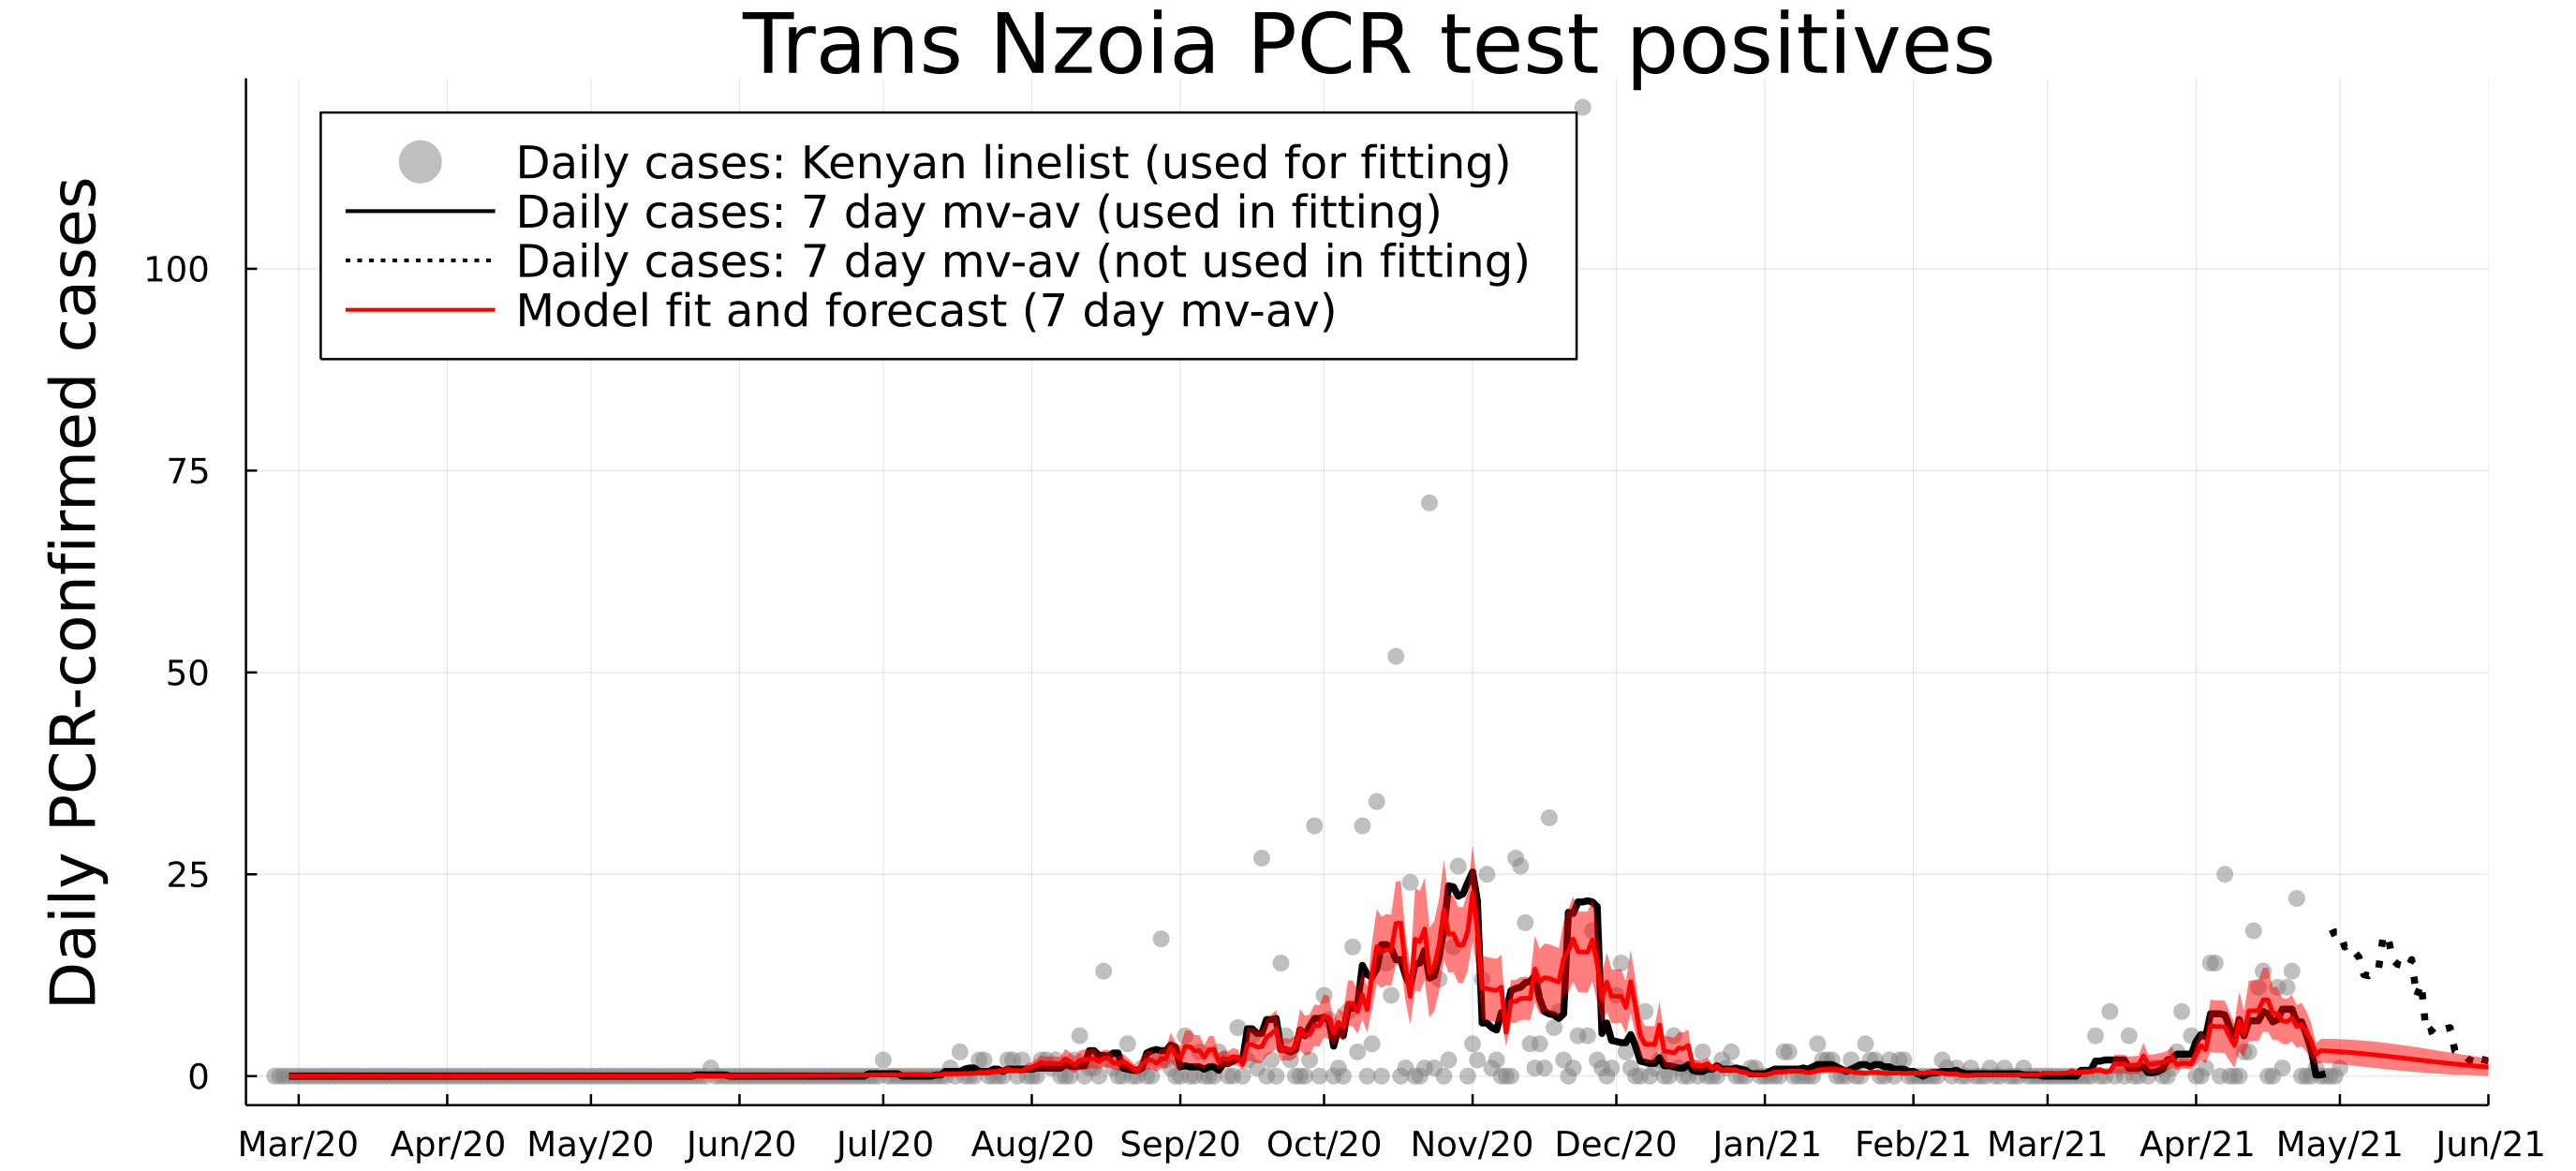 Trans Nzoia PCR test positives
Daily cases: Kenyan linelist (used for fitting)
Daily cases: 7 day mv-av (used in fitting)
Daily cases: 7 day mv-av (not used in fitting)
Model fit and forecast (7 day mv-av)
Daily PCR-confirmed cases
100
75
50
25
0
Mar/20 Apr/20 May/20 Jun/20 Jul/20 Aug/20 Sep/20 Oct/20 Nov/20 Dec/20 Jan/21 Feb/21 Mar/21 Apr/21 May/21 Jun/21